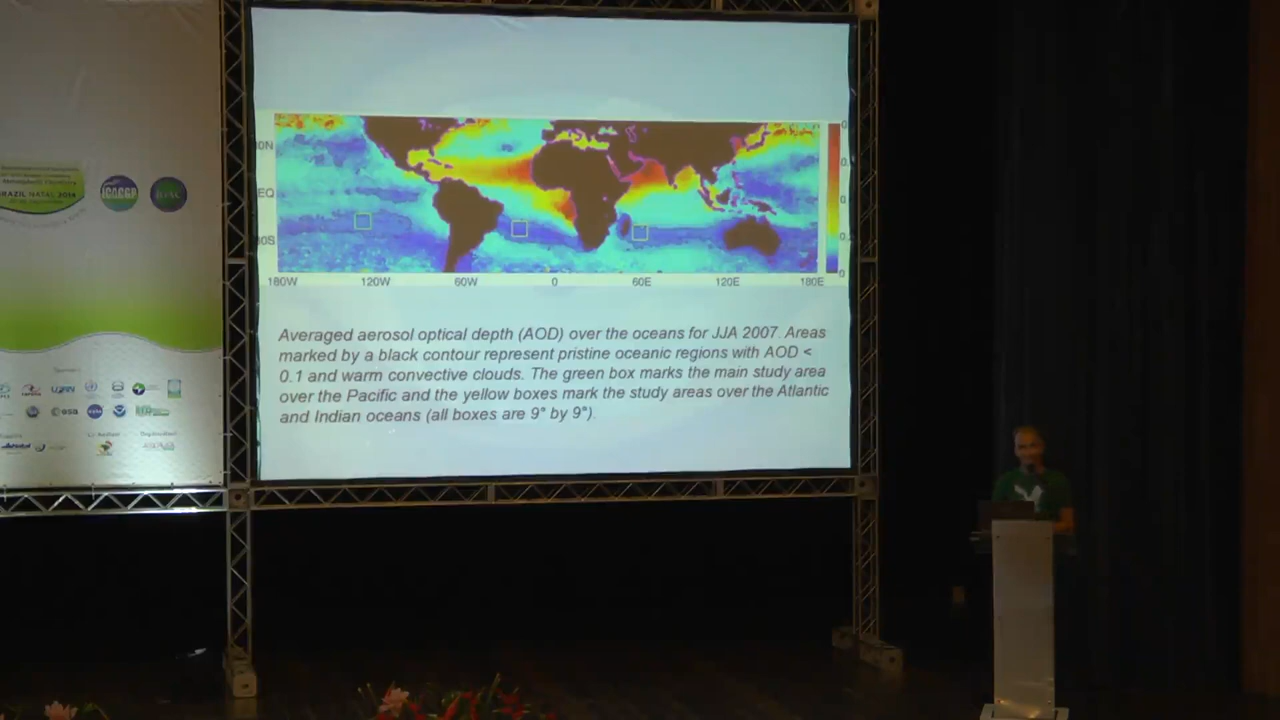 BRAZIL NATAL 2014
EQ
180W 120W 60W 0 60E 120E 180E
Averaged aerosol optical depth (AOD) over the oceans for JJA 2007. Areas
marked by a black contour represent pristine oceanic regions with AOD <
0.1 and warm convective clouds. The green box marks the main study area
over the Pacific and the yellow boxes mark the study areas over the Atlantic
and Indian oceans (all boxes are 9° by 9°).
esa